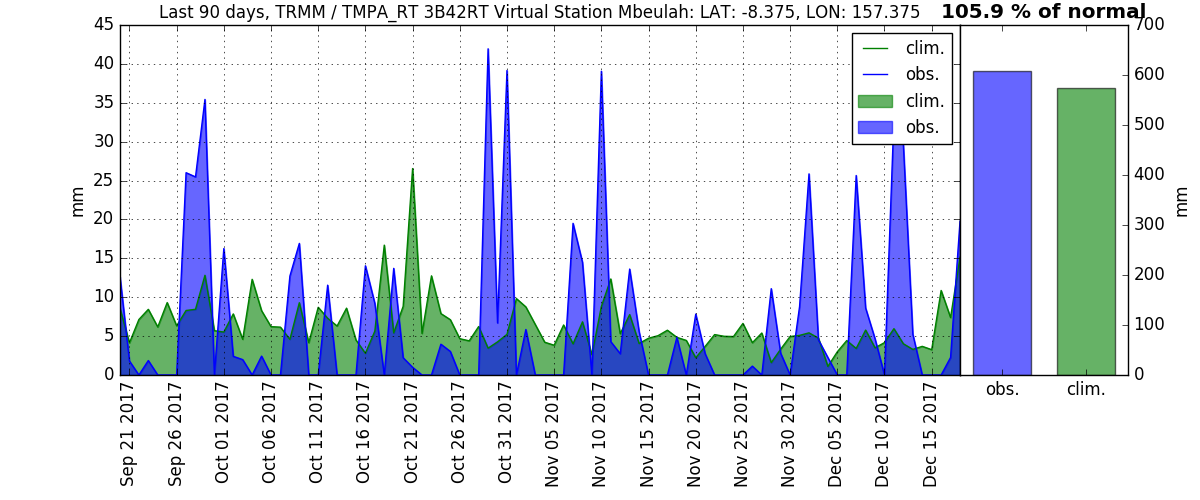 Last 90 days, TRMM / TMPA_RT 3B42RT Virtual Station Mbeulah: LAT: -8.375, LON: 157.375
105.9 % of normal
mm
45
40
35
30
25
20
15
10
5
0
clim.
obs.
clim.
obs.
700
600
500
400
300
200
100
0
mm
Sep 21 2017
Sep 26 2017
Oct 01 2017
Oct 06 2017
Oct 11 2017
Oct 16 2017
Oct 21 2017
Oct 26 2017
Oct 31 2017
Nov 05 2017
Nov 10 2017
Nov 15 2017
Nov 20 2017
Nov 25 2017
Nov 30 2017
Dec 05 2017
Dec 10 2017
Dec 15 2017
obs.
clim.